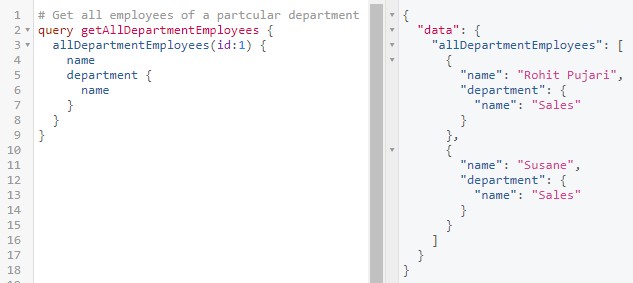 1 # Get all employees of a partcular department
2 query getAllDepartmentEmployees {
3 allDepartmentEmployees(id:1) {
4 name
5 department {
6 name
7 }
8 }
9 }
10
11
12
13
14
15
16
17
18
{
"data": {
"allDepartmentEmployees": [
{
"name": "Rohit Pujari",
"department": {
"name": "Sales"
}
},
{
"name": "Susane",
"department": {
"name": "Sales"
}
}
]
}
}